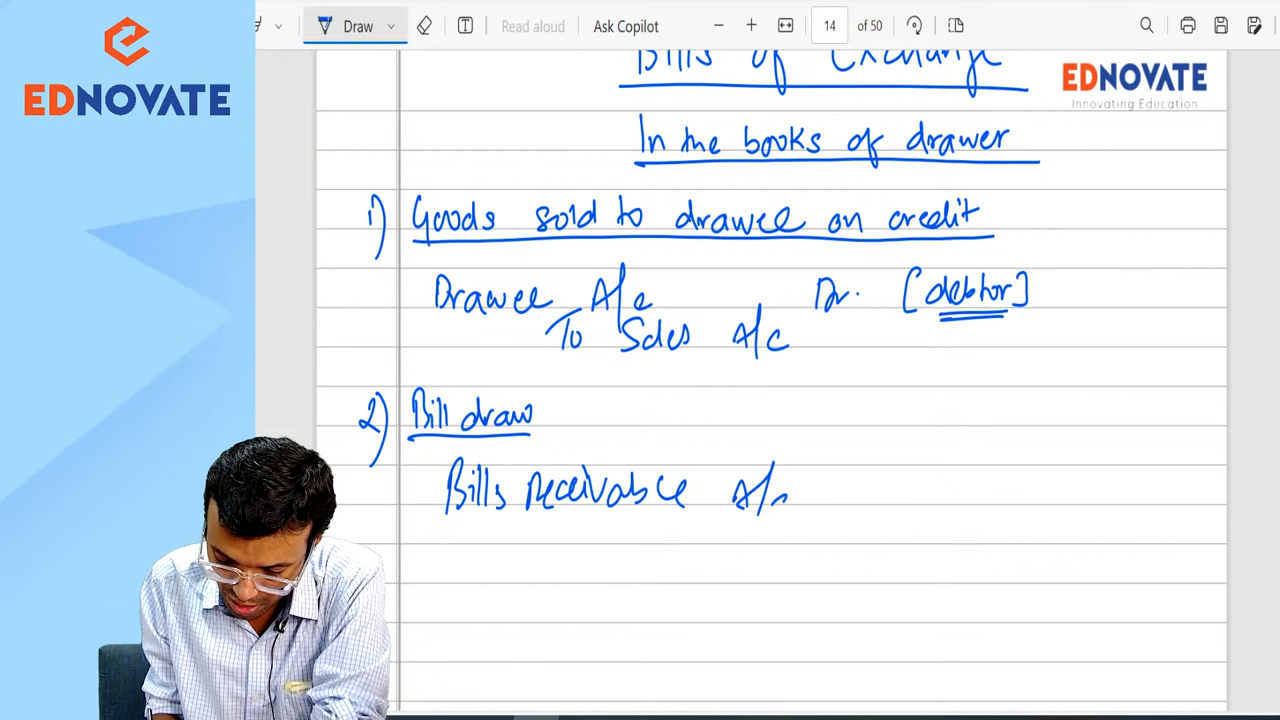 EDNOVATE
Draw
Read aloud
Ask Copilot
14 of 50
EDNOVATE
Innovating Education
Bills of Exchange
In the books of drawer
1) Goods sold to drawee on credit
Drawee A/c Dr. [debtor]
To Sales A/c
2) Bill draw
Bills receivable A/c